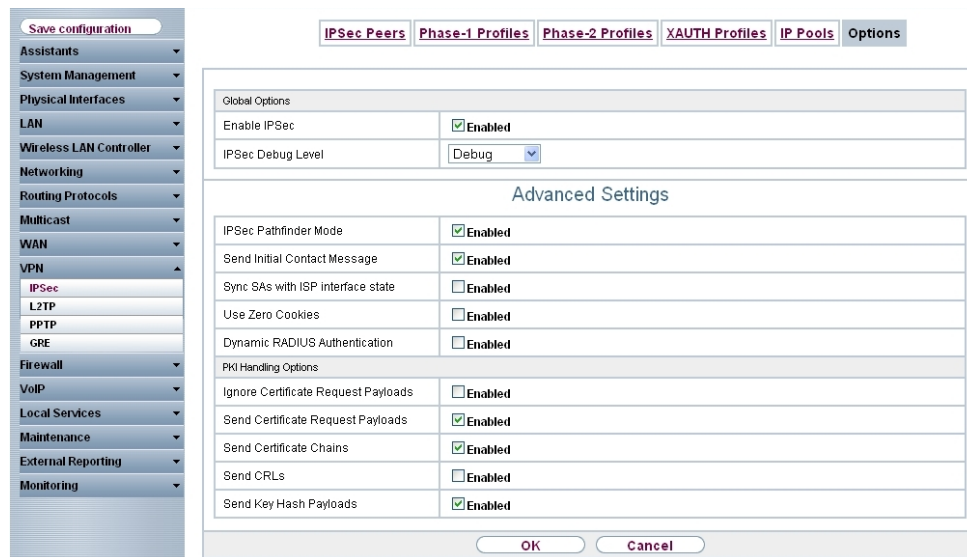 Save configuration
Assistants
System Management
Physical Interfaces
LAN
Wireless LAN Controller
Networking
Routing Protocols
Multicast
WAN
VPN
IPSec
L2TP
PPTP
GRE
Firewall
VoIP
Local Services
Maintenance
External Reporting
Monitoring
IPSec Peers Phase-1 Profiles Phase-2 Profiles XAUTH Profiles IP Pools Options
Global Options
Enable IPSec Enabled
IPSec Debug Level Debug
Advanced Settings
IPSec Pathfinder Mode Enabled
Send Initial Contact Message Enabled
Sync SAs with ISP interface state Enabled
Use Zero Cookies Enabled
Dynamic RADIUS Authentication Enabled
PKI Handling Options
Ignore Certificate Request Payloads Enabled
Send Certificate Request Payloads Enabled
Send Certificate Chains Enabled
Send CRLs Enabled
Send Key Hash Payloads Enabled
OK Cancel